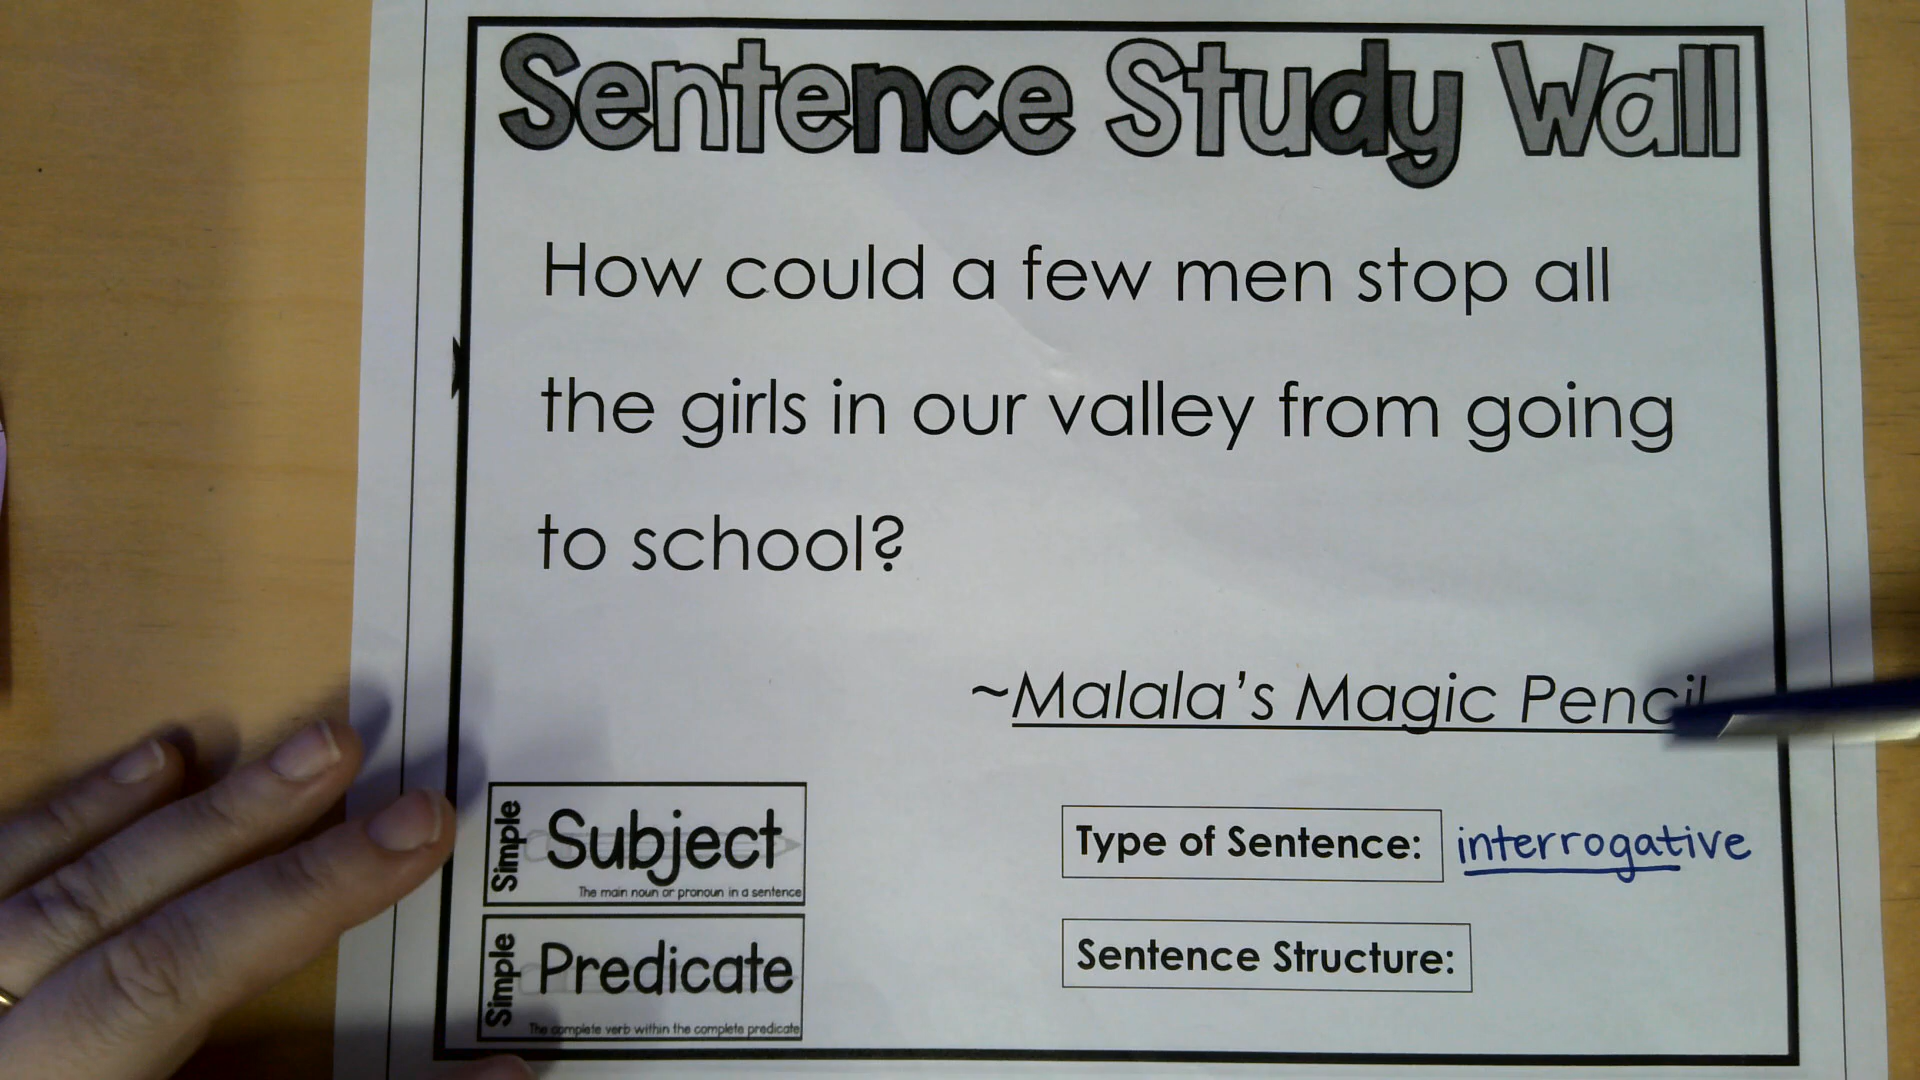 Sentence Study Wall
How could a few men stop all
the girls in our valley from going
to school?
~Malala's Magic Pencil
Simple
Subject
The main noun or pronoun in a sentence
Simple
Predicate
The complete verb within the complete predicate
Type of Sentence: interrogative
Sentence Structure: